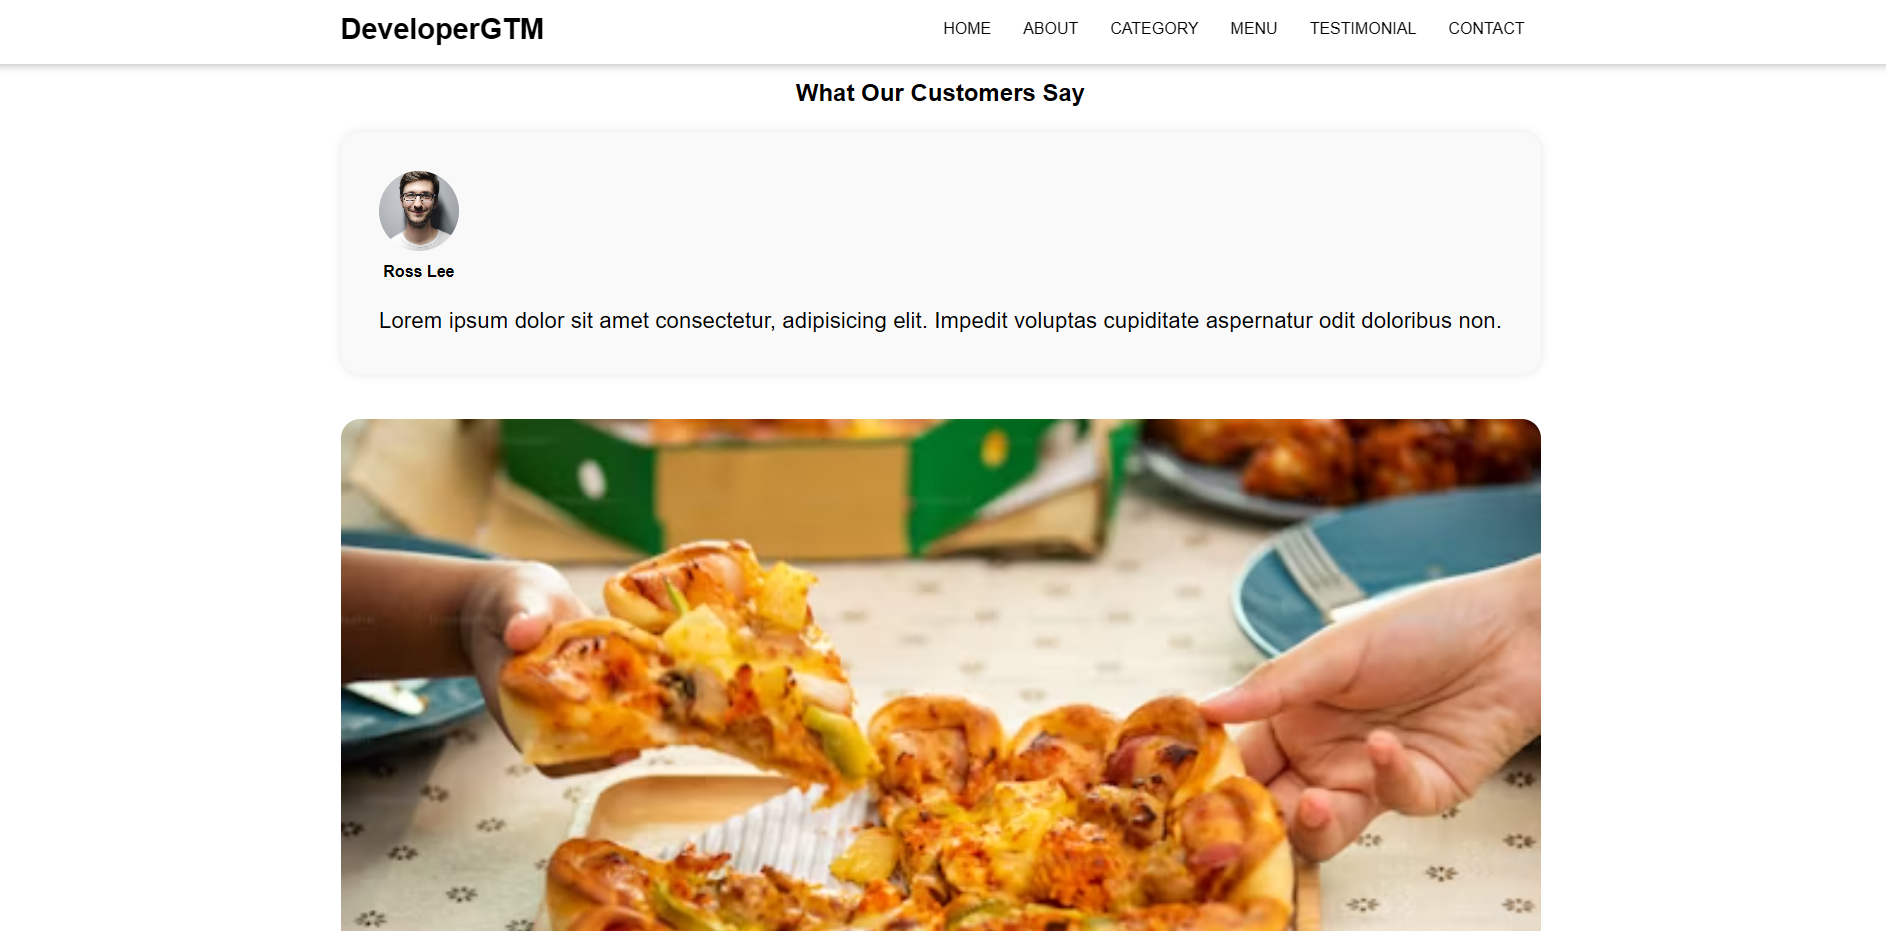 DeveloperGTM
HOME ABOUT CATEGORY MENU TESTIMONIAL CONTACT
What Our Customers Say
Ross Lee
Lorem ipsum dolor sit amet consectetur, adipisicing elit. Impedit voluptas cupiditate aspernatur odit doloribus non.